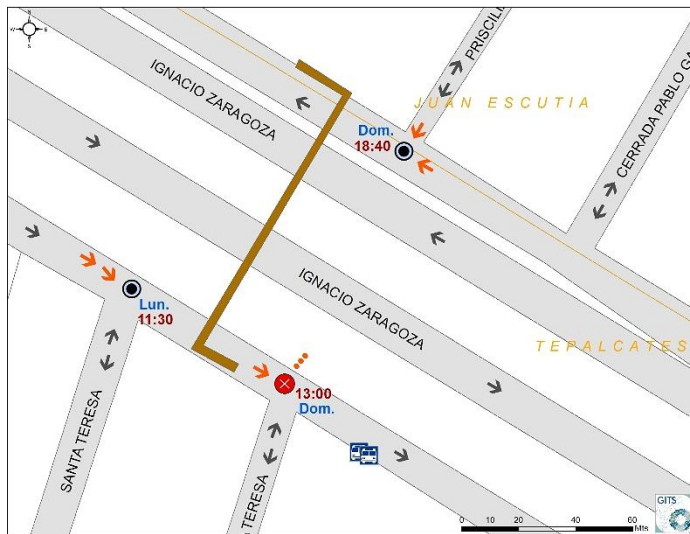 N
S
IGNACIO ZARAGOZA
PRISCILI
JUAN ESCUTIA
Dom.
18:40
CERRADA PABLO GA
IGNACIO ZARAGOZA
Lun.
11:30
TEPALCATES
13:00
Dom.
SANTA TERESA
TERESA
GITS
0 10 20 40 60
Mts